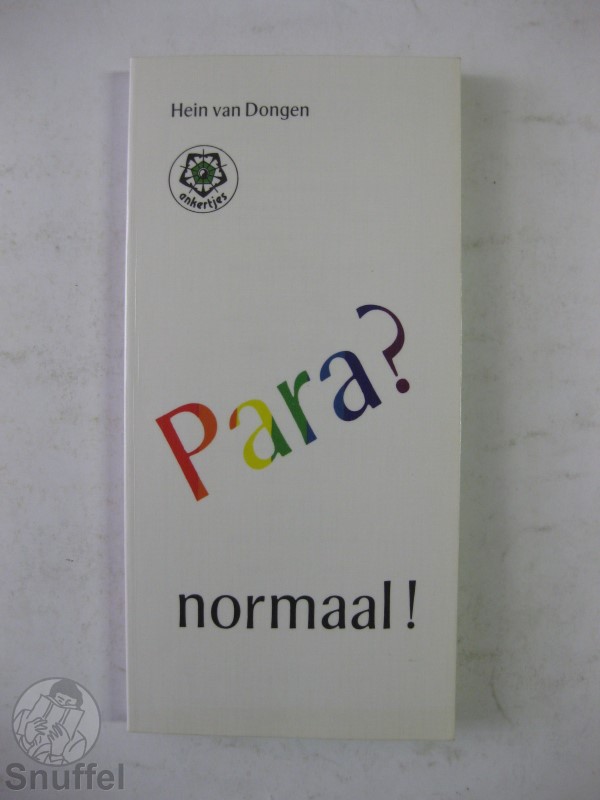 Hein van Dongen
ankertjes
Para?
normaal!
Snuffel